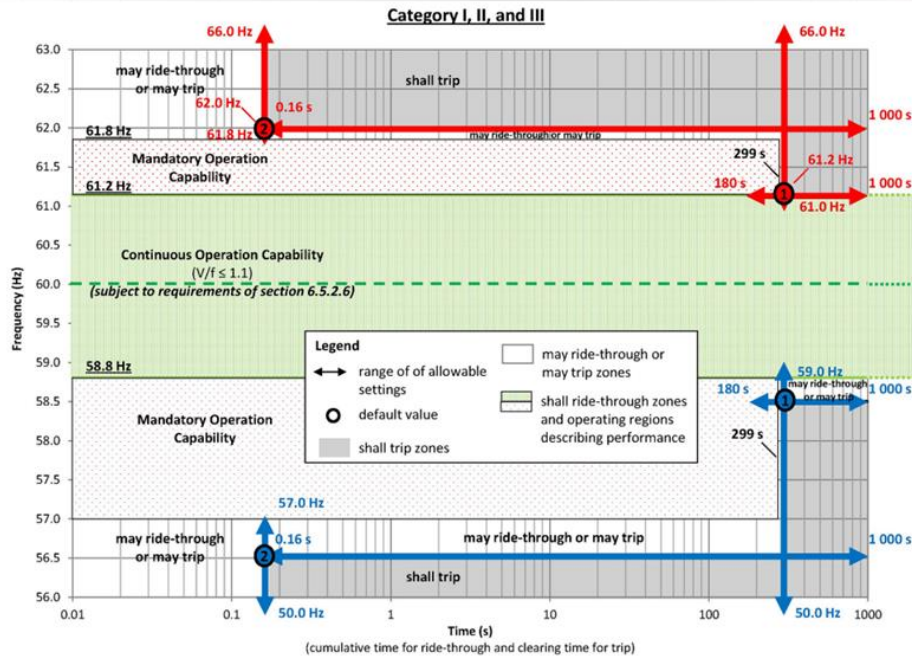 Category I, II, and III
66.0 Hz
66.0 Hz
63.0
may ride-through
or may trip
shall trip
62.5
62.0 Hz
0.16 s
62.0
2
1 000 s
61.8 Hz
61.8 Hz
may ride-through or may trip
Mandatory Operation
Capability
299 s
61.2 Hz
61.5
180 s
1 000 s
61.2 Hz
1
61.0 Hz
61.0
60.5
Continuous Operation Capability
(V/f ≤ 1.1)
60.0
(subject to requirements of section 6.5.2.6)
59.5
Frequency (Hz)
Legend
range of of allowable
settings
default value
shall trip zones
may ride-through or
may trip zones
shall ride-through zones
and operating regions
describing performance
59.0
58.8 Hz
59.0 Hz
may ride-through
or may trip
180 s
1
1 000 s
58.5
Mandatory Operation
Capability
58.0
299 s
57.5
57.0 Hz
57.0
may ride-through
or may trip
0.16 s
may ride-through or may trip
56.5
2
1 000 s
shall trip
56.0
50.0 Hz
50.0 Hz
0.01
0.1
1
10
100
1000
Time (s)
(cumulative time for ride-through and clearing time for trip)